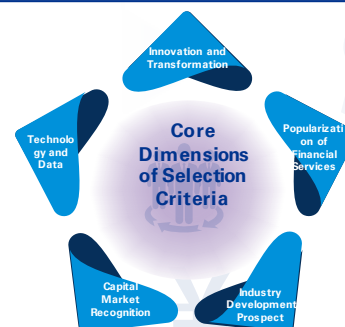 Innovation and
Transformation
Core
Dimensions
of Selection
Criteria
Technolo
gy and
Data
Popularizati
on of
Financial
Services
Capital
Market
Recognition
Industry
Development
Prospect